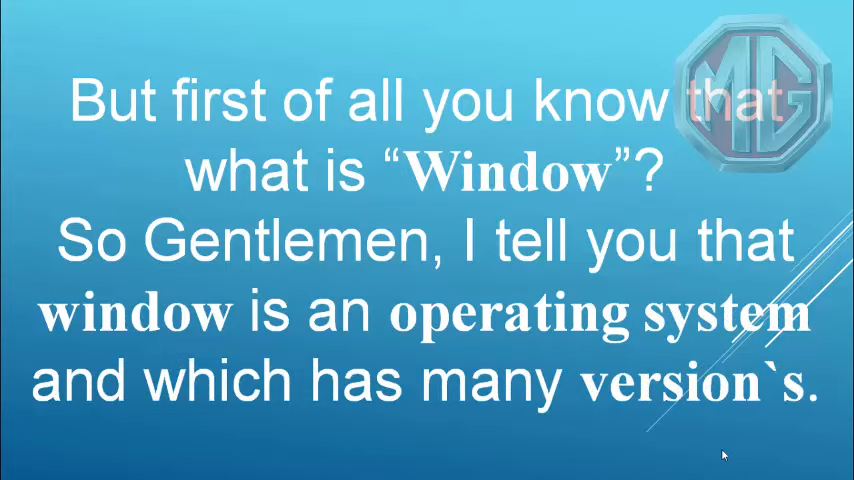 But first of all you know that
what is “Window”?
So Gentlemen, I tell you that
window is an operating system
and which has many version`s.
MG